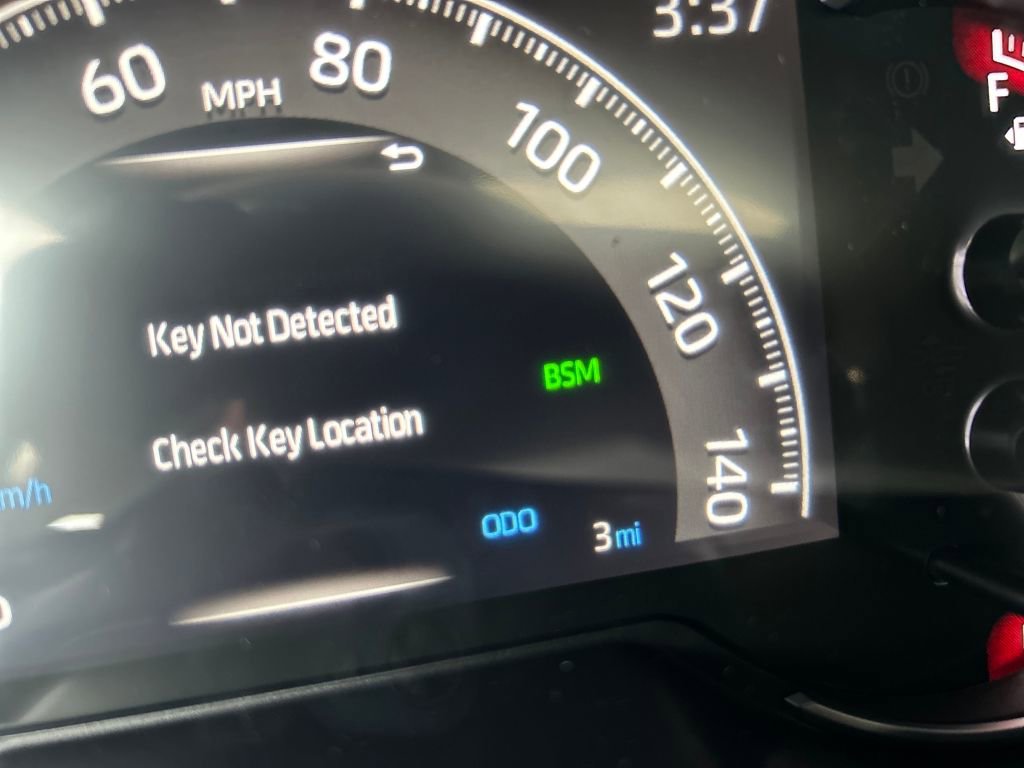 3:37
60
MPH
80
100
F
120
Key Not Detected
BSM
Check Key Location
140
m/h
ODO
3 mi